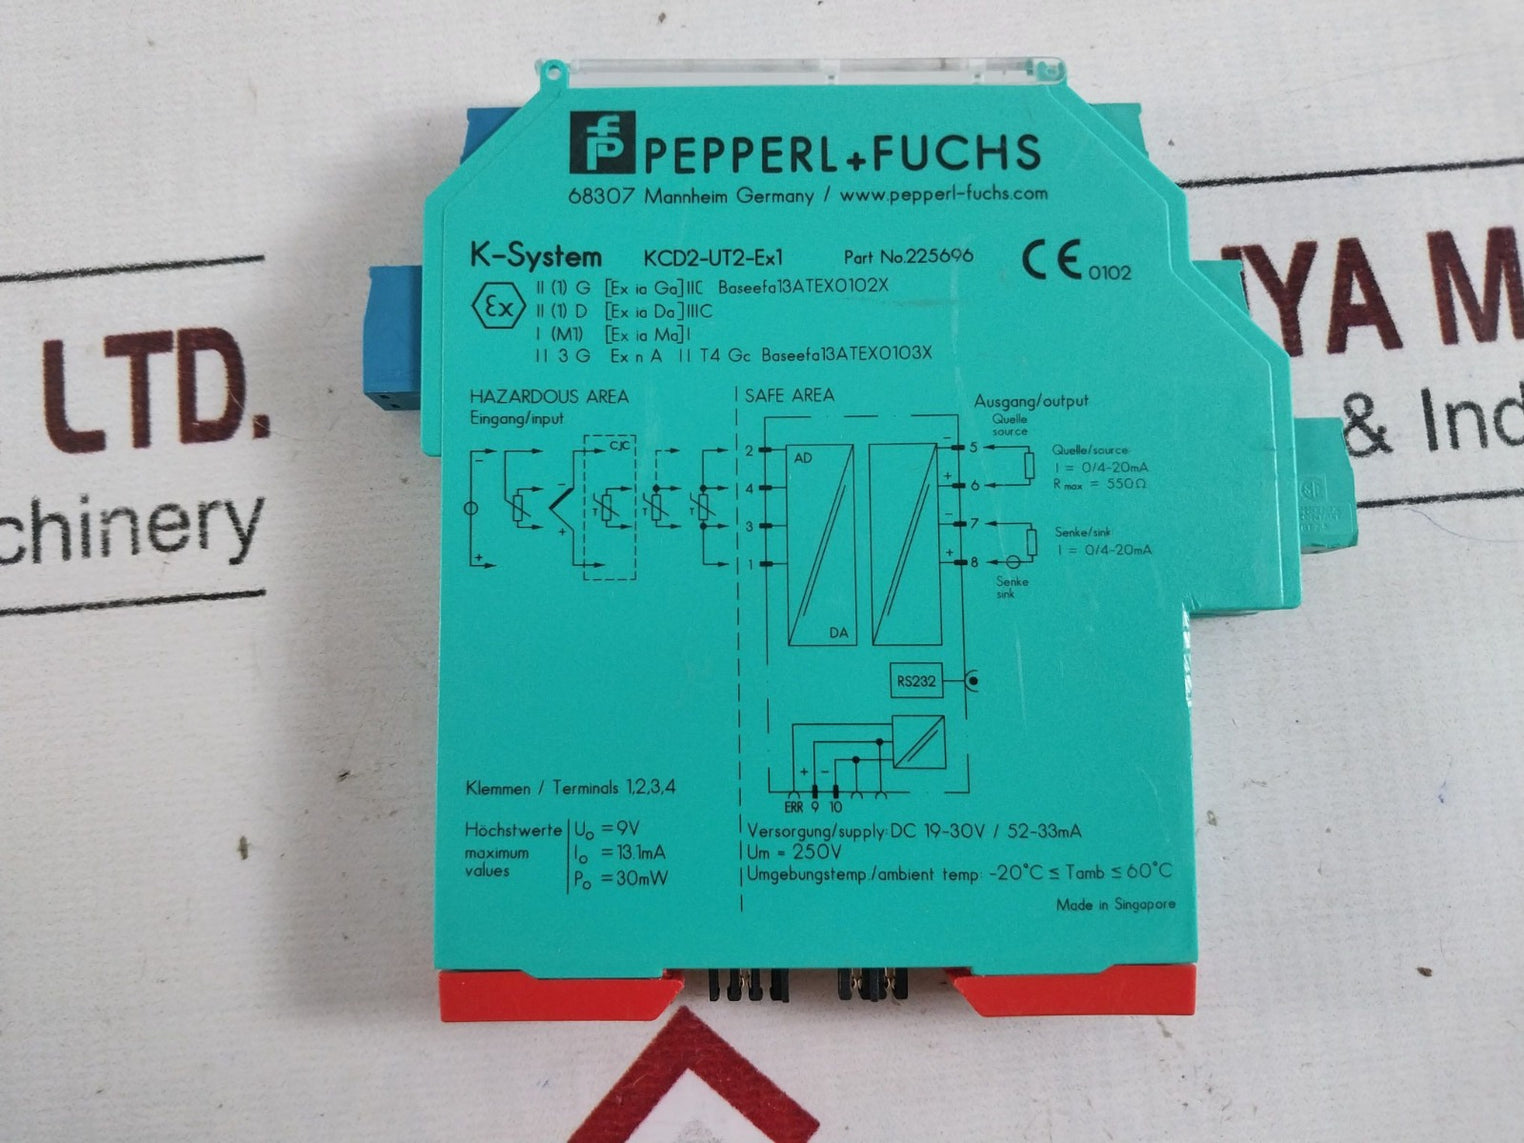 PEPPERL+FUCHS
68307 Mannheim Germany / www.pepperl-fuchs.com
K-System KCD2-UT2-Ex1 Part No.225696 CE 0102
Ex II (1) G [Ex ia Ga]IIC Baseefa13ATEX0102X
II (1) D [Ex ia Da]IIIC
I (M1) [Ex ia Ma]I
II 3 G Ex n A II T4 Gc Baseefa13ATEX0103X
HAZARDOUS AREA
Eingang/input
SAFE AREA
Ausgang/output
Quelle
source
CJC
- + - +
T T T
2
4
3
1
AD
DA
- 5
+ 6
- 7
+ 8
Quelle/source:
I = 0/4-20mA
R max = 550Ω
Senke/sink:
I = 0/4-20mA
Senke
sink
RS232
+ -
ERR 9 10
Klemmen / Terminals 1,2,3,4
Höchstwerte
maximum
values
Uo = 9V
Io = 13.1mA
Po = 30mW
Versorgung/supply: DC 19-30V / 52-33mA
Um = 250V
Umgebungstemp./ambient temp: -20°C ≤ Tamb ≤ 60°C
Made in Singapore
LTD.
chinery
YA M
& Ind